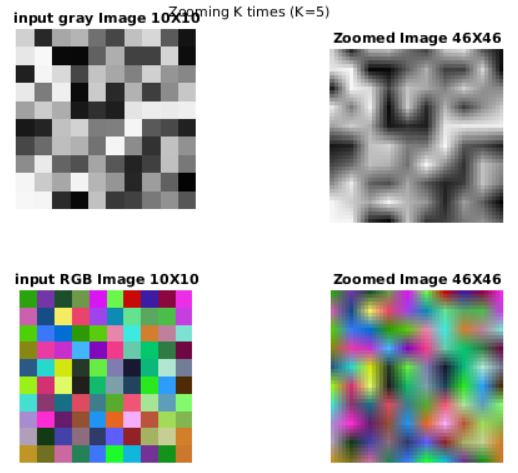 Zooming K times (K=5)
input gray Image 10X10
Zoomed Image 46X46
input RGB Image 10X10
Zoomed Image 46X46